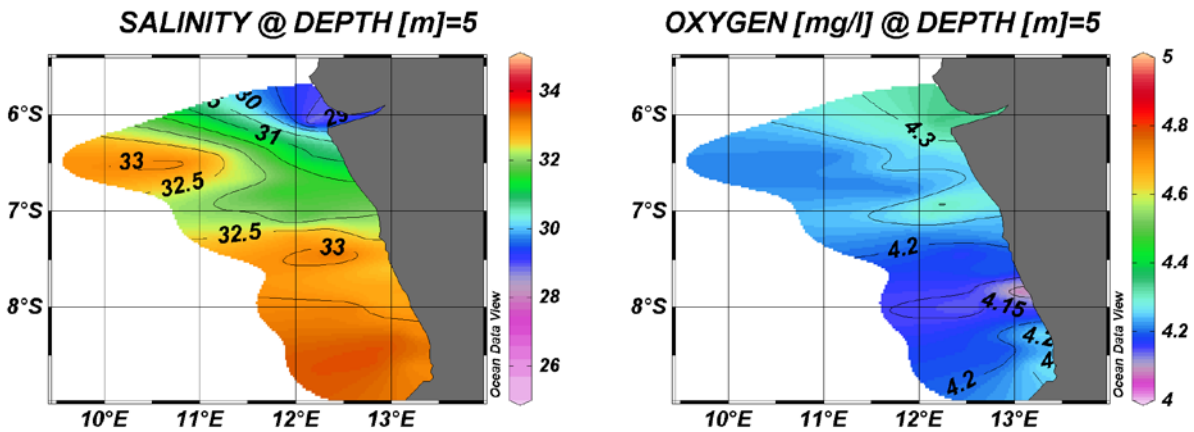 SALINITY @ DEPTH [m]=5
6°S
7°S
8°S
10°E 11°E 12°E 13°E
30
29
31
33
32.5
32.5
33
34
32
30
28
26
Ocean Data View
OXYGEN [mg/l] @ DEPTH [m]=5
6°S
7°S
8°S
10°E 11°E 12°E 13°E
4.3
4.2
4.15
4.2
4.2
5
4.8
4.6
4.4
4.2
4
Ocean Data View